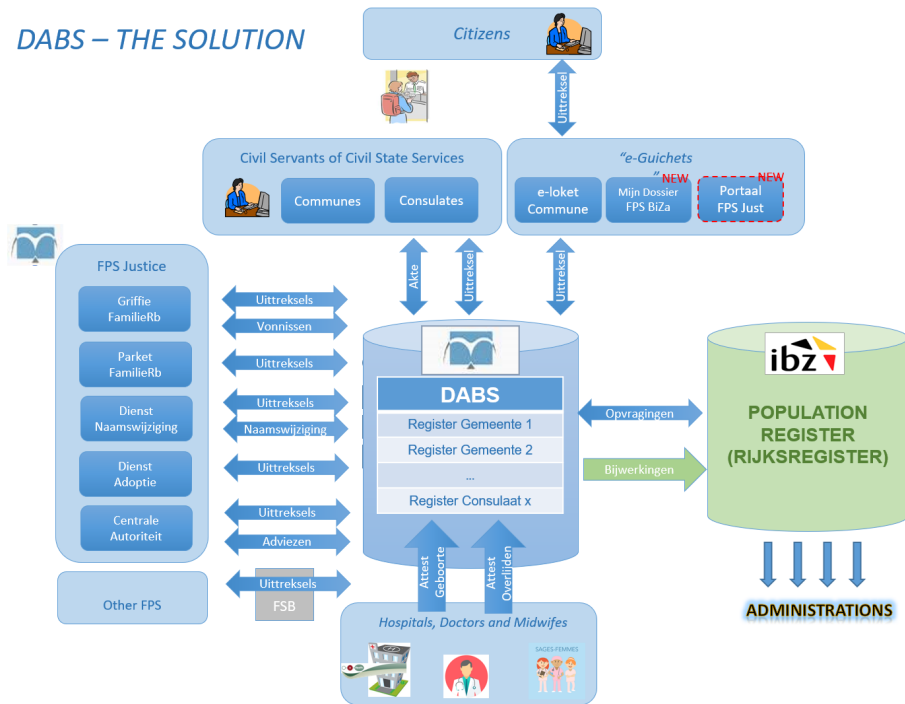 DABS – THE SOLUTION
Citizens
Uittreksel
Civil Servants of Civil State Services
Communes
Consulates
"e-Guichets
"
NEW
NEW
e-loket
Commune
Mijn Dossier
FPS BiZa
Portaal
FPS Just
Akte
Uittreksel
Uittreksel
FPS Justice
Griffie
FamilieRb
Parket
FamilieRb
Dienst
Naamswijziging
Dienst
Adoptie
Centrale
Autoriteit
Other FPS
Uittreksels
Vonnissen
Uittreksels
Uittreksels
Naamswijziging
Uittreksels
Uittreksels
Adviezen
Uittreksels
FSB
DABS
Register Gemeente 1
Register Gemeente 2
...
Register Consulaat x
Opvragingen
Bijwerkingen
ibz
POPULATION
REGISTER
(RIJKSREGISTER)
ADMINISTRATIONS
Attest
Geboorte
Attest
Overlijden
Hospitals, Doctors and Midwifes
SAGES-FEMMES